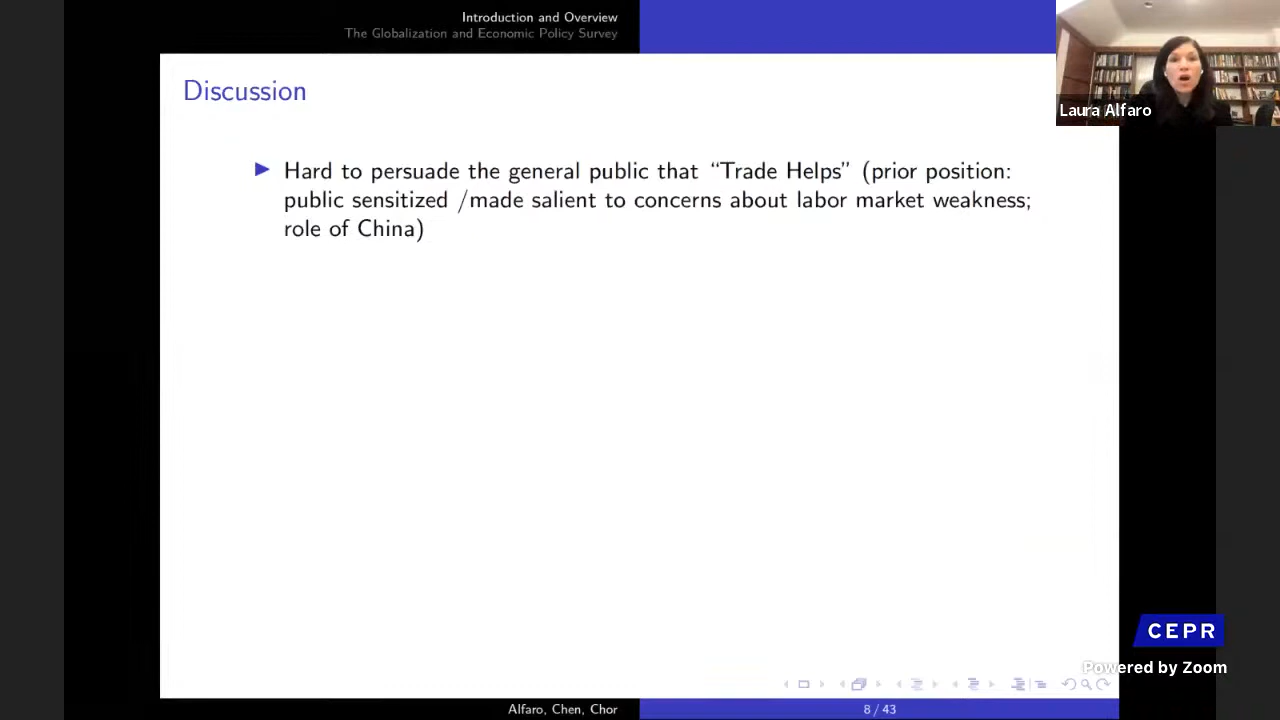 Introduction and Overview
The Globalization and Economic Policy Survey
Laura Alfaro
Discussion
Hard to persuade the general public that “Trade Helps” (prior position:
public sensitized /made salient to concerns about labor market weakness;
role of China)
CEPR
Powered by Zoom
Alfaro, Chen, Chor
8 / 43